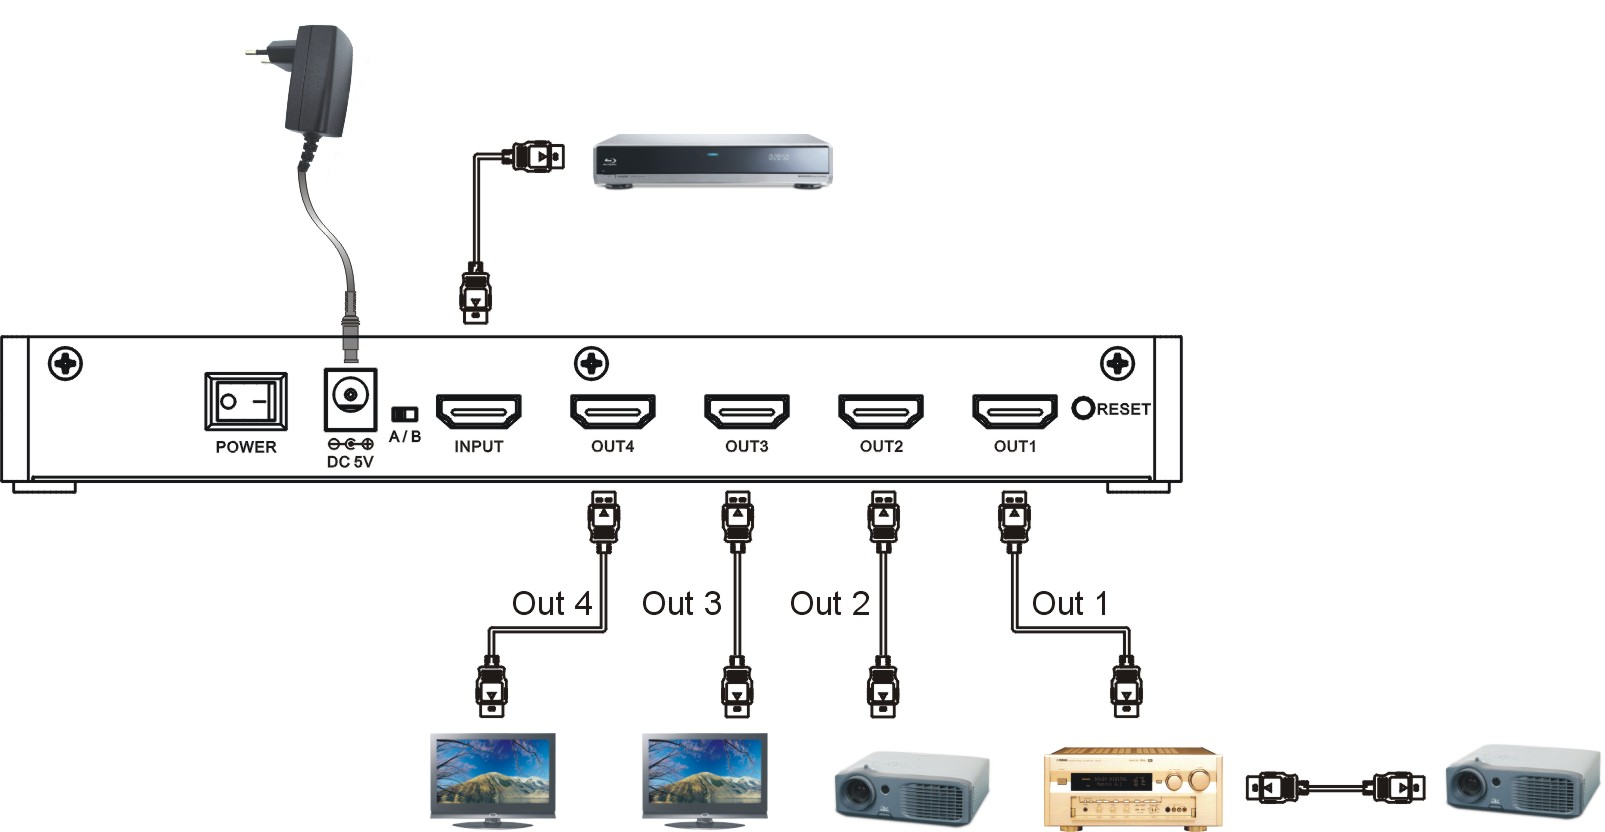 POWER
DC 5V
A / B
INPUT
OUT4
OUT3
OUT2
OUT1
RESET
Out 4
Out 3
Out 2
Out 1